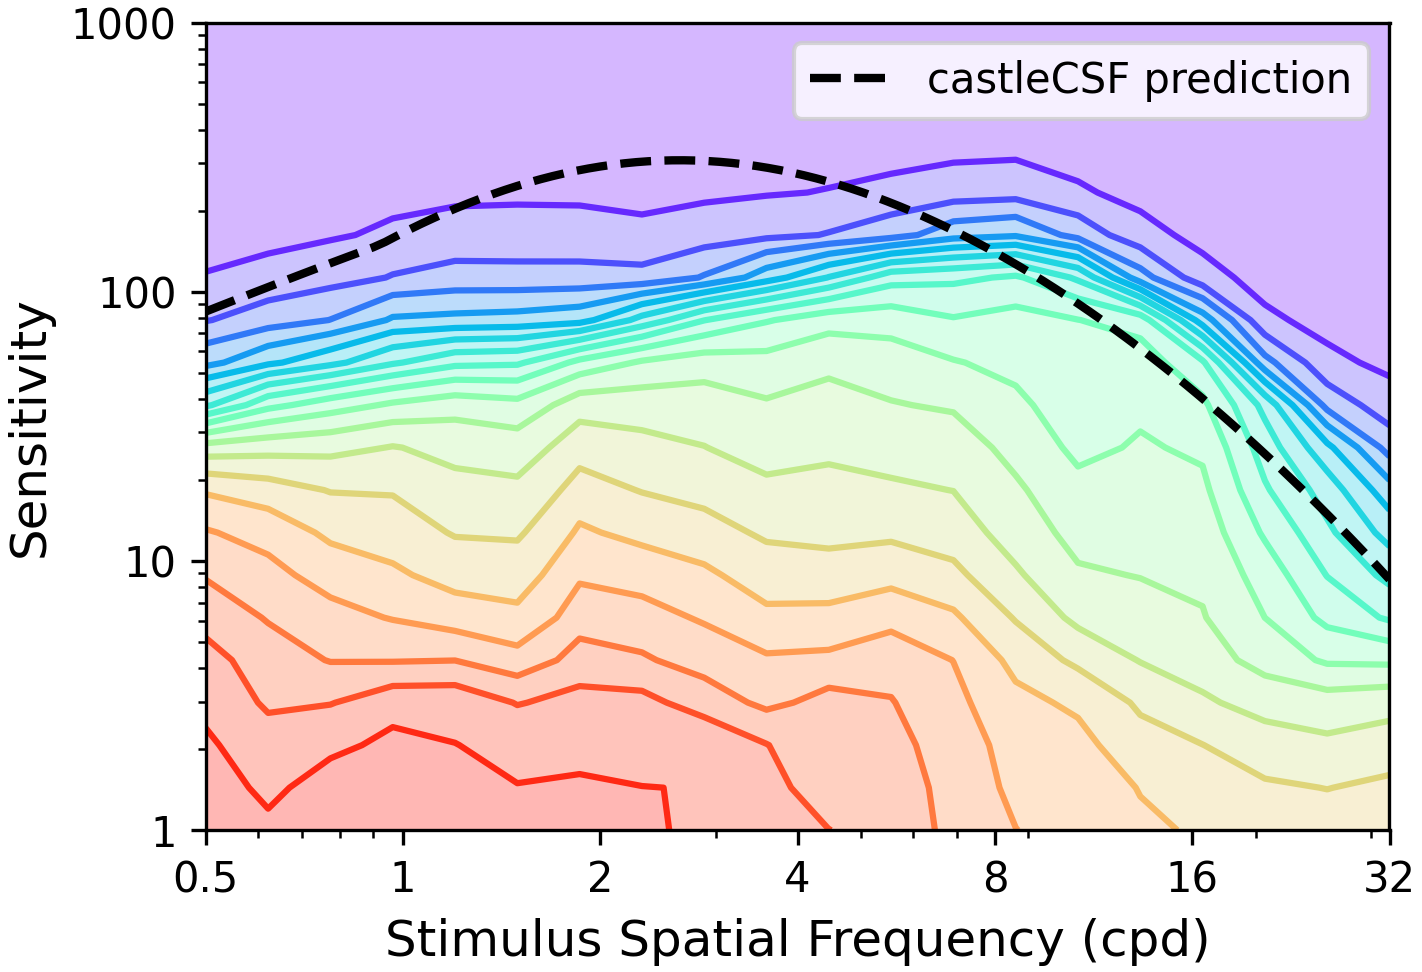 1000
100
10
1
Sensitivity
castleCSF prediction
0.5 1 2 4 8 16 32
Stimulus Spatial Frequency (cpd)